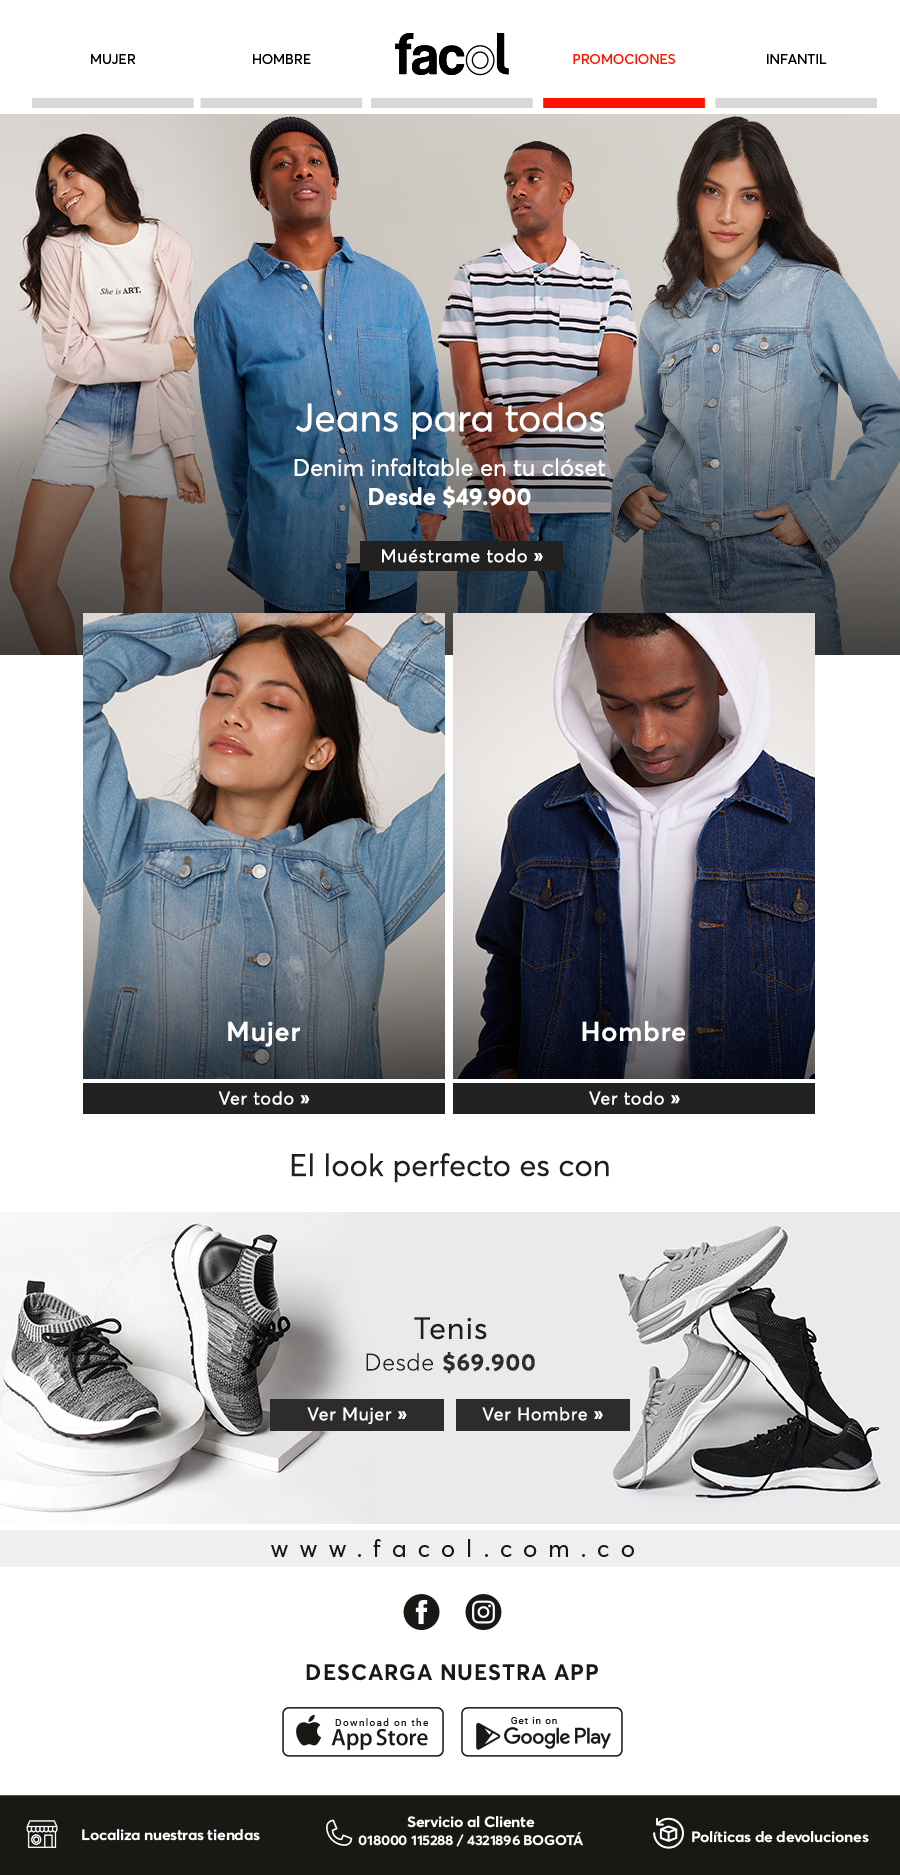 MUJER
HOMBRE
facol
PROMOCIONES
INFANTIL
She is ART.
Jeans para todos
Denim infaltable en tu clóset
Desde $49.900
Muéstrame todo »
Mujer
Hombre
Ver todo »
Ver todo »
El look perfecto es con
Tenis
Desde $69.900
Ver Mujer »
Ver Hombre »
www.facol.com.co
DESCARGA NUESTRA APP
Download on the
App Store
Get in on
Google Play
Localiza nuestras tiendas
Servicio al Cliente
018000 115288 / 4321896 BOGOTÁ
Políticas de devoluciones